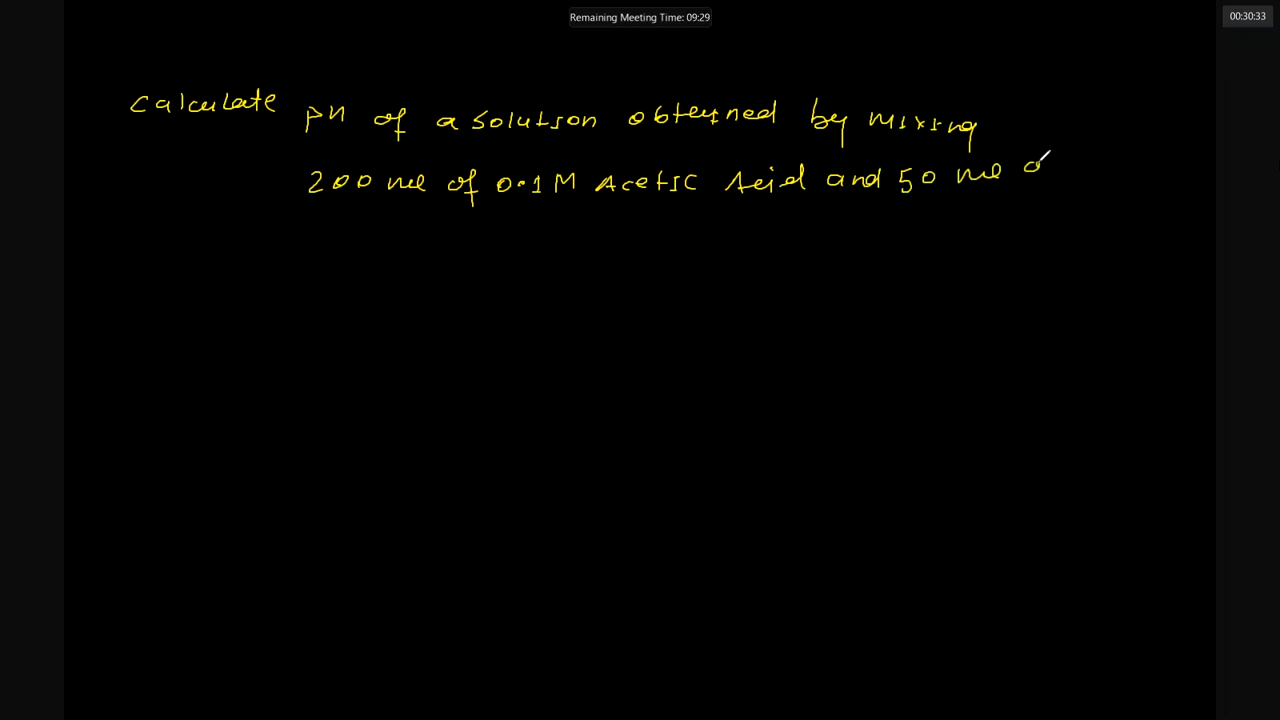 Remaining Meeting Time: 09:29
00:30:33
Calculate pH of a solution obtained by mixing
200 ml of 0.1M Acetic Acid and 50 ml o